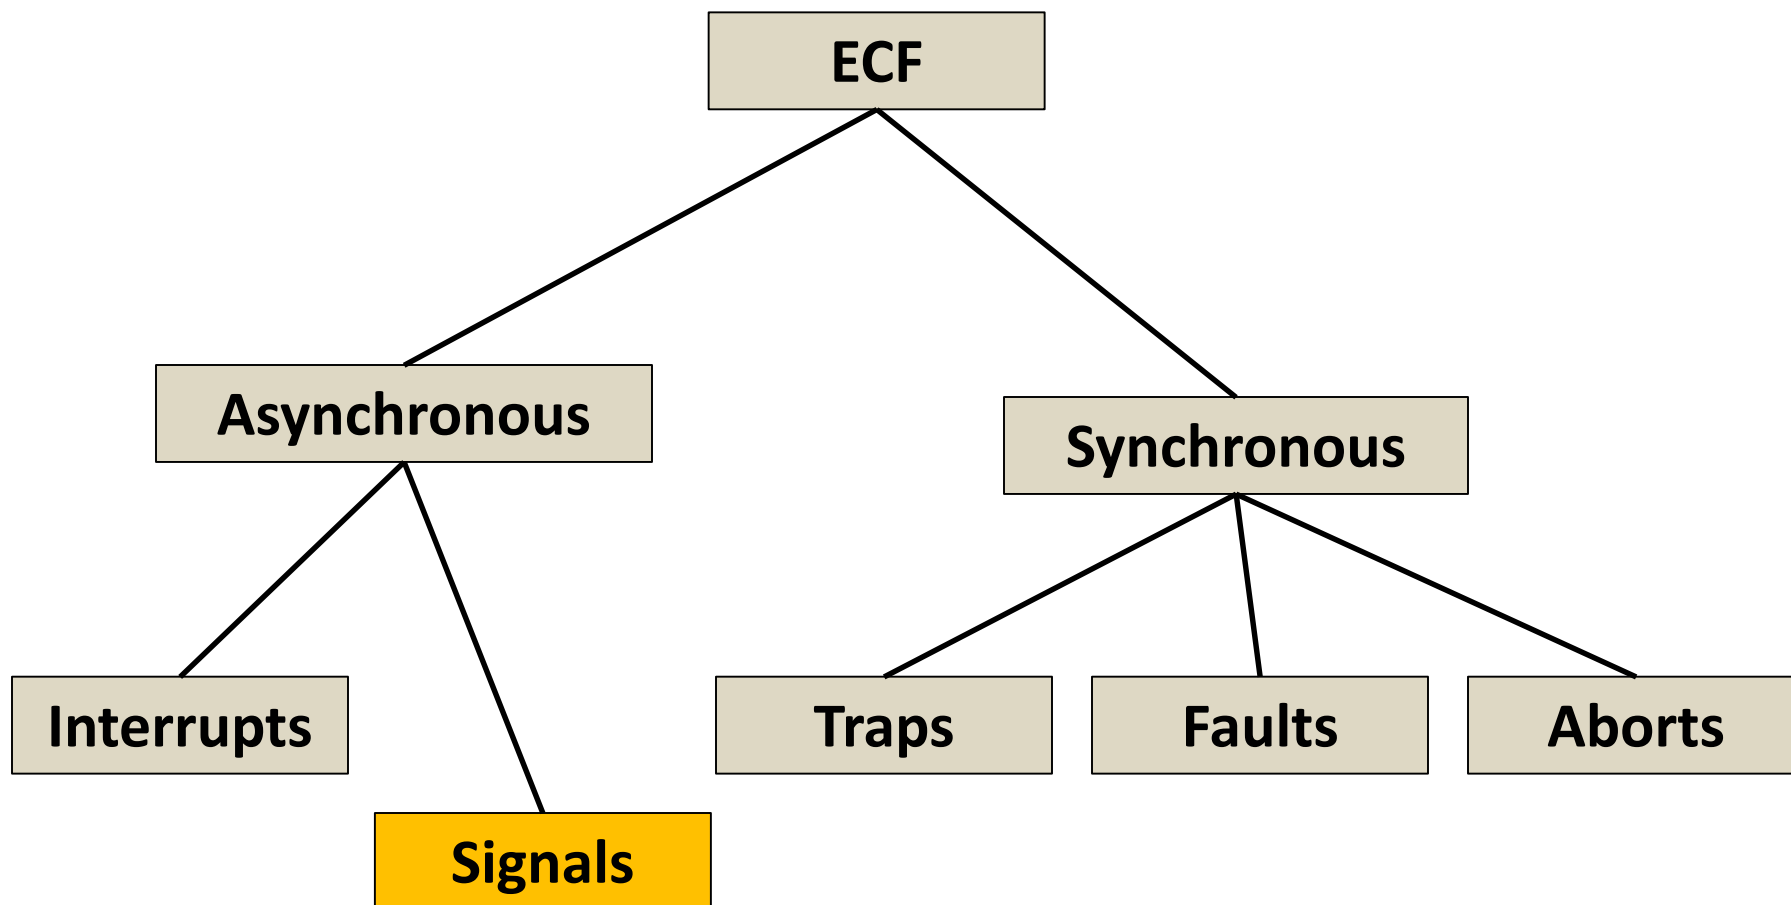 ECF
Asynchronous
Synchronous
Interrupts
Traps
Faults
Aborts
Signals